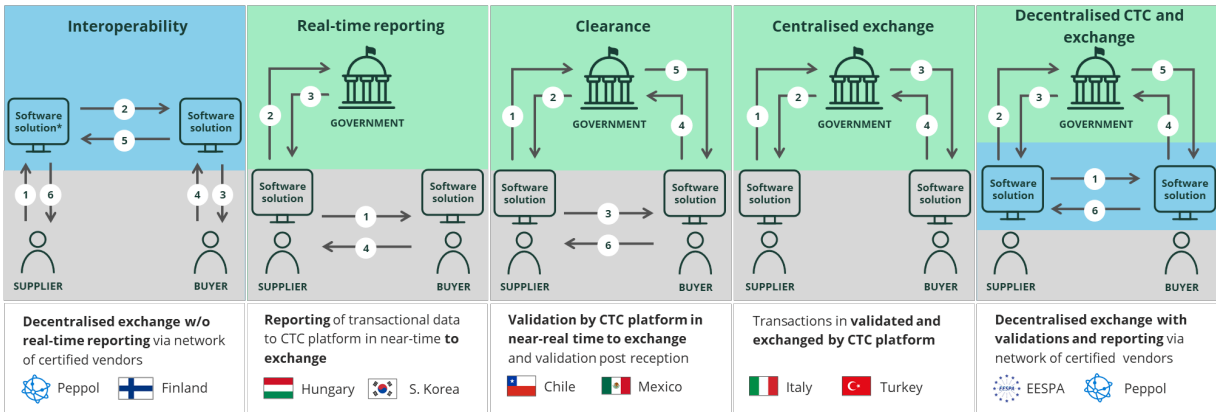 Interoperability
Software
solution*
2
5
Software
solution
1
6
4
3
SUPPLIER
BUYER
Decentralised exchange w/o
real-time reporting via network
of certified vendors
Peppol
Finland
Real-time reporting
2
3
GOVERNMENT
Software
solution
1
4
Software
solution
SUPPLIER
BUYER
Reporting of transactional data
to CTC platform in near-time to
exchange
Hungary
S. Korea
Clearance
1
2
5
4
GOVERNMENT
Software
solution
3
6
Software
solution
SUPPLIER
BUYER
Validation by CTC platform in
near-real time to exchange
and validation post reception
Chile
Mexico
Centralised exchange
1
2
3
4
GOVERNMENT
Software
solution
Software
solution
SUPPLIER
BUYER
Transactions in validated and
exchanged by CTC platform
Italy
Turkey
Decentralised CTC and
exchange
2
3
5
4
GOVERNMENT
Software
solution
1
6
Software
solution
SUPPLIER
BUYER
Decentralised exchange with
validations and reporting via
network of certified vendors
EESPA
EESPA
Peppol